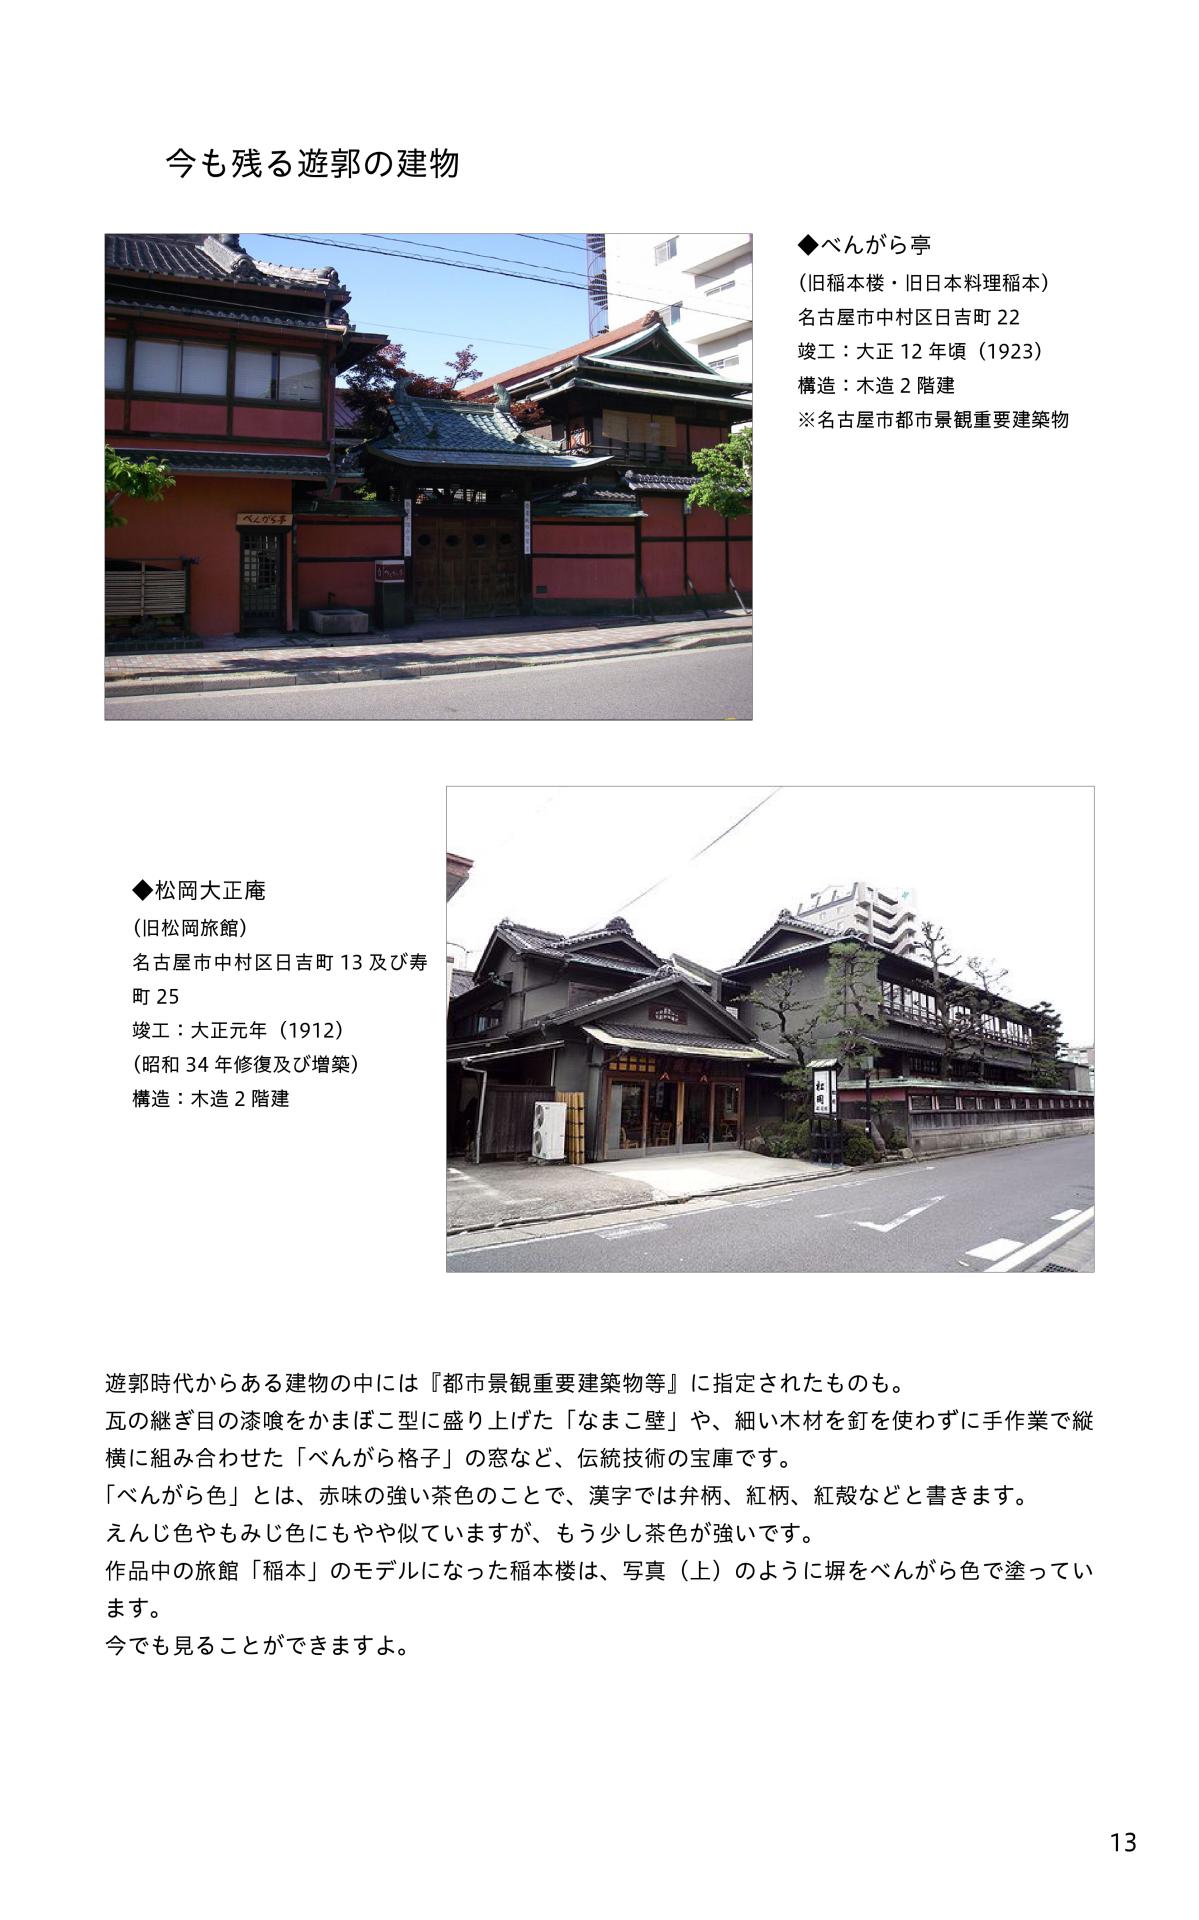 今も残る遊郭の建物
◆べんがら亭
（旧稲本楼・旧日本料理稲本）
名古屋市中村区日吉町 22
竣工：大正 12 年頃（1923）
構造：木造 2 階建
※名古屋市都市景観重要建築物
べんがら亭
◆松岡大正庵
（旧松岡旅館）
名古屋市中村区日吉町 13 及び寿
町 25
竣工：大正元年（1912）
（昭和 34 年修復及び増築）
構造：木造 2 階建
松岡
遊郭時代からある建物の中には『都市景観重要建築物等』に指定されたものも。
瓦の継ぎ目の漆喰をかまぼこ型に盛り上げた「なまこ壁」や、細い木材を釘を使わずに手作業で縦
横に組み合わせた「べんがら格子」の窓など、伝統技術の宝庫です。
「べんがら色」とは、赤味の強い茶色のことで、漢字では弁柄、紅柄、紅殻などと書きます。
えんじ色やもみじ色にもやや似ていますが、もう少し茶色が強いです。
作品中の旅館「稲本」のモデルになった稲本楼は、写真（上）のように塀をべんがら色で塗ってい
ます。
今でも見ることができますよ。
13